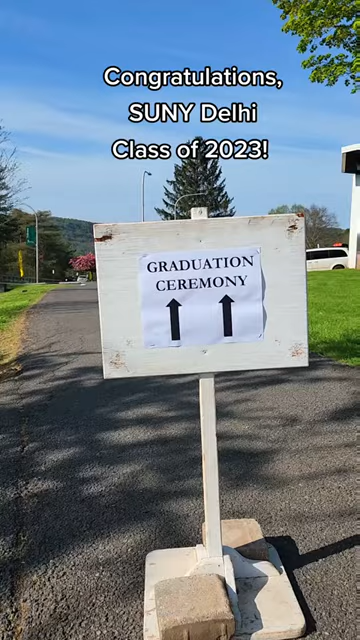 Congratulations,
SUNY Delhi
Class of 2023!
GRADUATION
CEREMONY